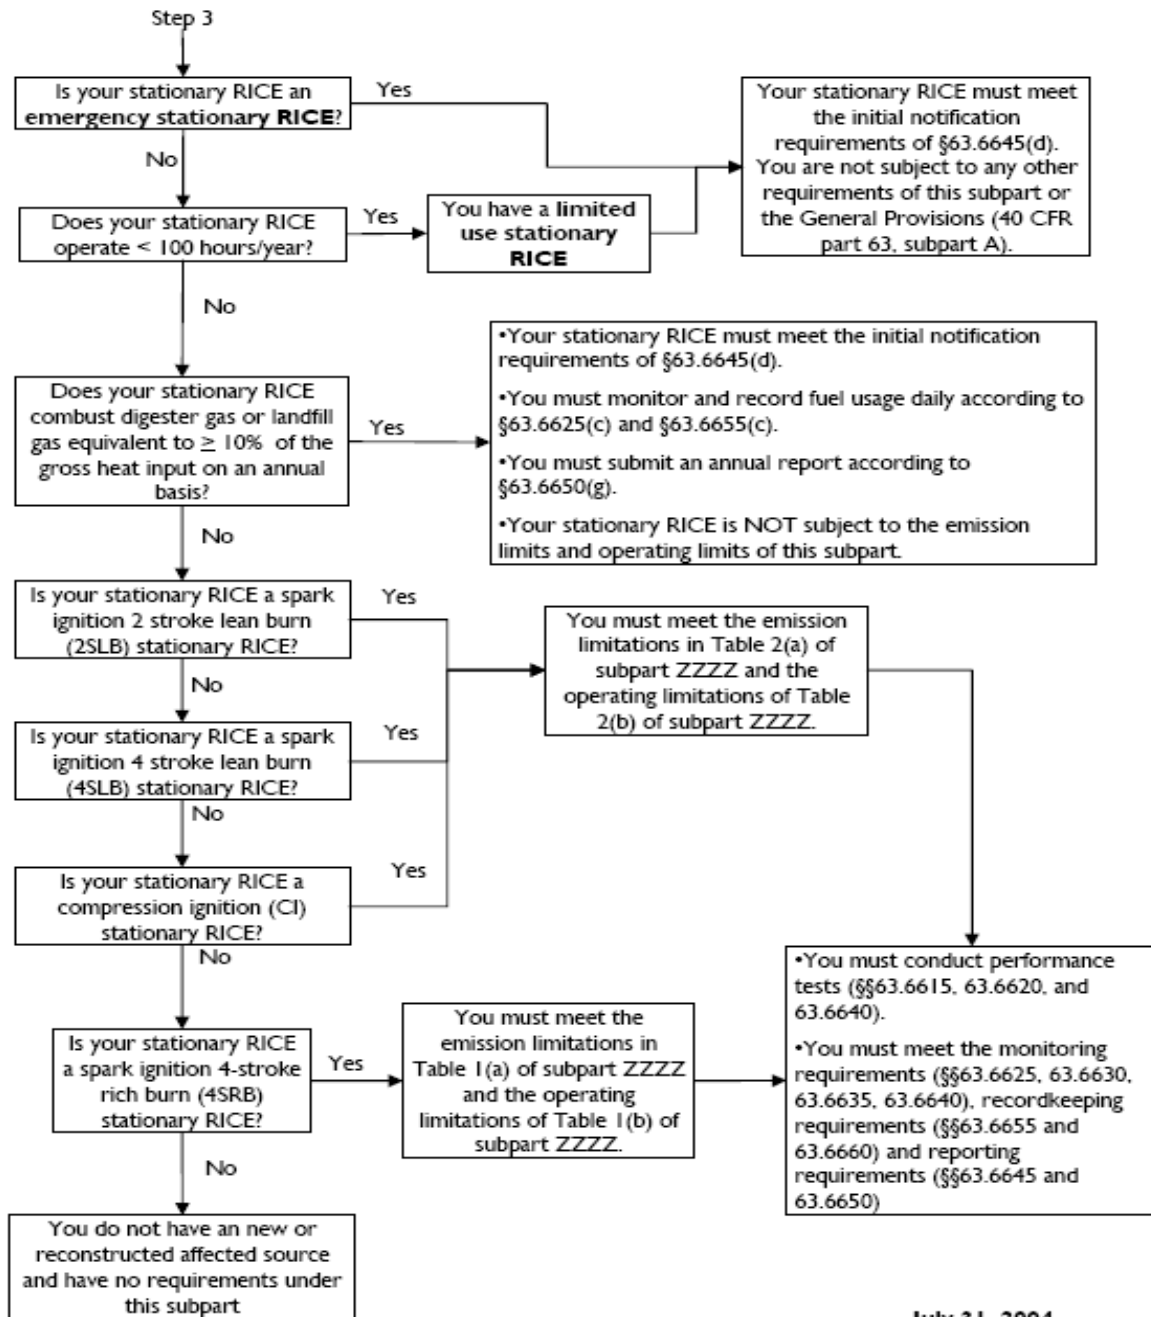 Step 3
Is your stationary RICE an
emergency stationary RICE?
Yes
Your stationary RICE must meet
the initial notification
requirements of §63.6645(d).
You are not subject to any other
requirements of this subpart or
the General Provisions (40 CFR
part 63, subpart A).
No
Does your stationary RICE
operate < 100 hours/year?
Yes
You have a limited
use stationary
RICE
No
Does your stationary RICE
combust digester gas or landfill
gas equivalent to ≥ 10% of the
gross heat input on an annual
basis?
Yes
•Your stationary RICE must meet the initial notification
requirements of §63.6645(d).
•You must monitor and record fuel usage daily according to
§63.6625(c) and §63.6655(c).
•You must submit an annual report according to
§63.6650(g).
•Your stationary RICE is NOT subject to the emission
limits and operating limits of this subpart.
No
Is your stationary RICE a spark
ignition 2 stroke lean burn
(2SLB) stationary RICE?
Yes
You must meet the emission
limitations in Table 2(a) of
subpart ZZZZ and the
operating limitations of Table
2(b) of subpart ZZZZ.
No
Is your stationary RICE a spark
ignition 4 stroke lean burn
(4SLB) stationary RICE?
Yes
No
Is your stationary RICE a
compression ignition (CI)
stationary RICE?
Yes
No
Is your stationary RICE
a spark ignition 4-stroke
rich burn (4SRB)
stationary RICE?
Yes
You must meet the
emission limitations in
Table 1(a) of subpart ZZZZ
and the operating
limitations of Table 1(b) of
subpart ZZZZ.
•You must conduct performance
tests (§§63.6615, 63.6620, and
63.6640).
•You must meet the monitoring
requirements (§§63.6625, 63.6630,
63.6635, 63.6640), recordkeeping
requirements (§§63.6655 and
63.6660) and reporting
requirements (§§63.6645 and
63.6650)
No
You do not have an new or
reconstructed affected source
and have no requirements under
this subpart